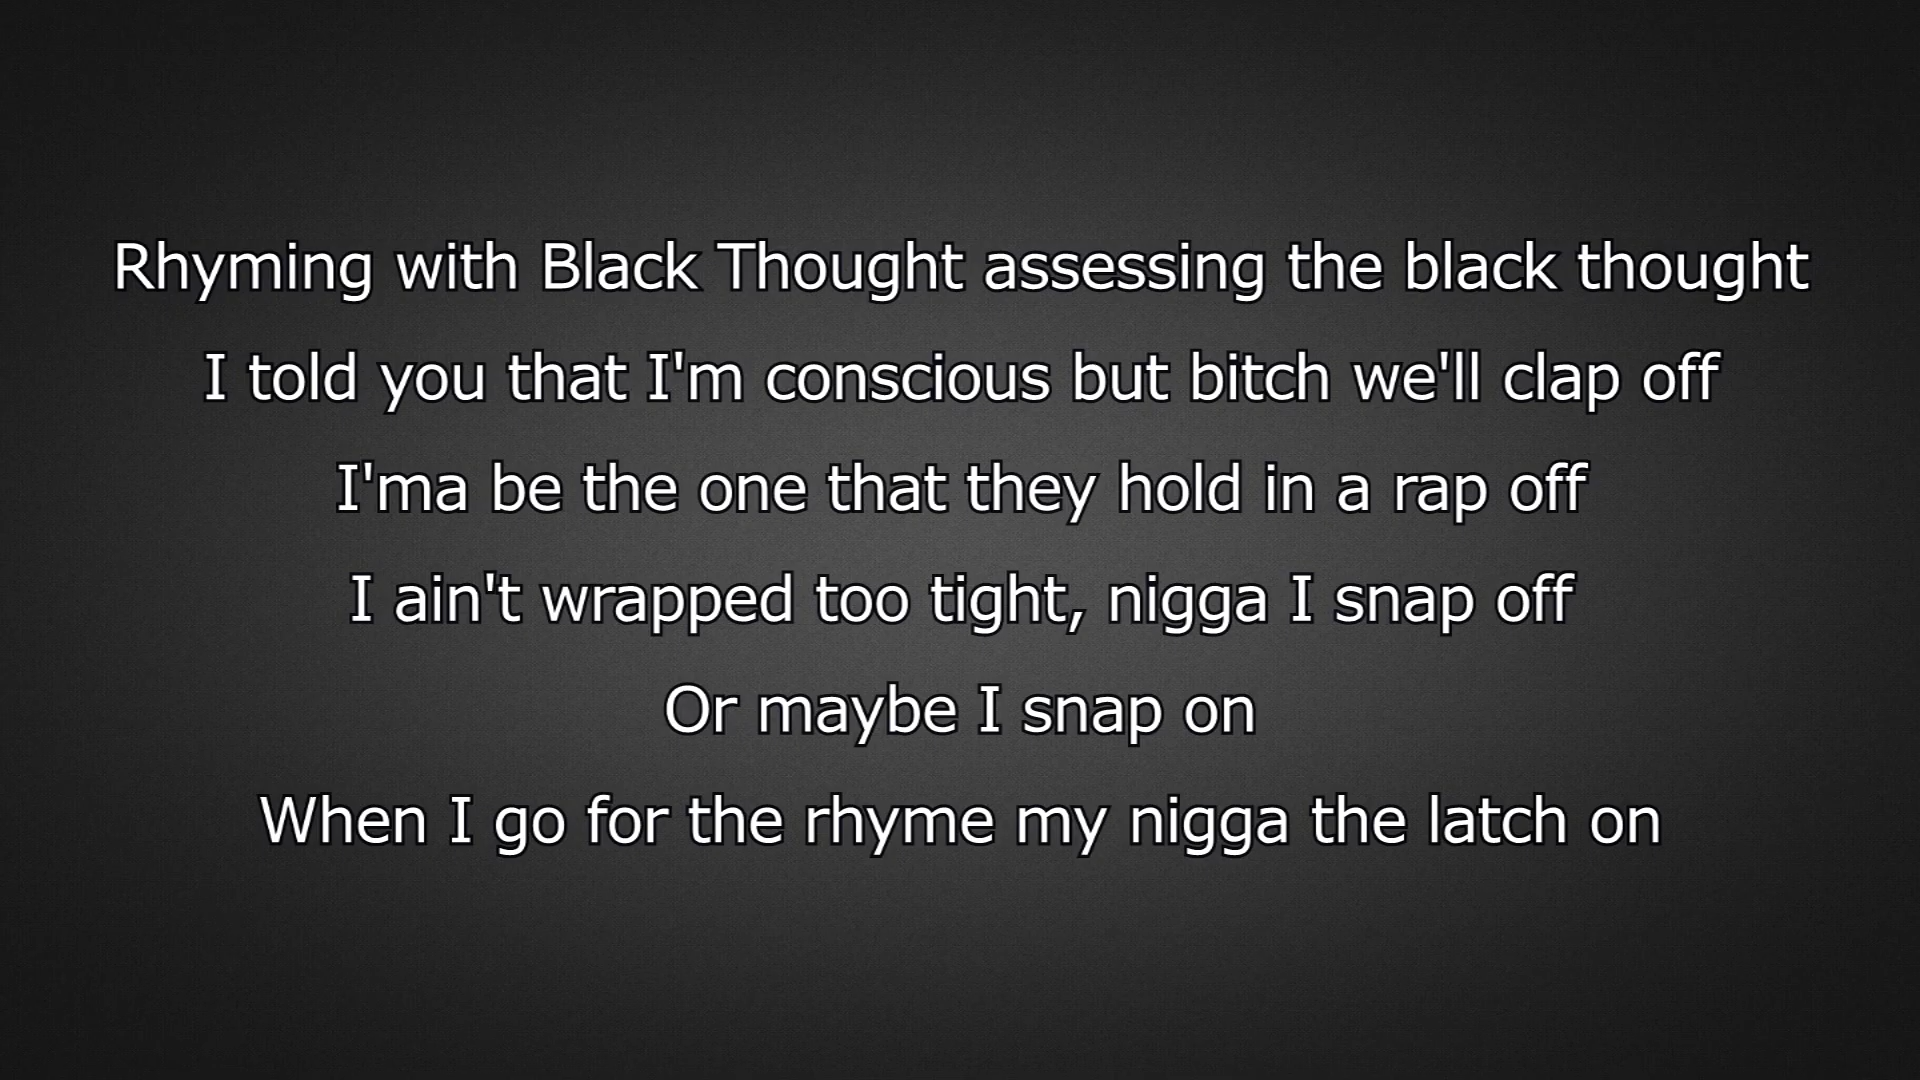 Rhyming with Black Thought assessing the black thought
I told you that I'm conscious but bitch we'll clap off
I'ma be the one that they hold in a rap off
I ain't wrapped too tight, nigga I snap off
Or maybe I snap on
When I go for the rhyme my nigga the latch on